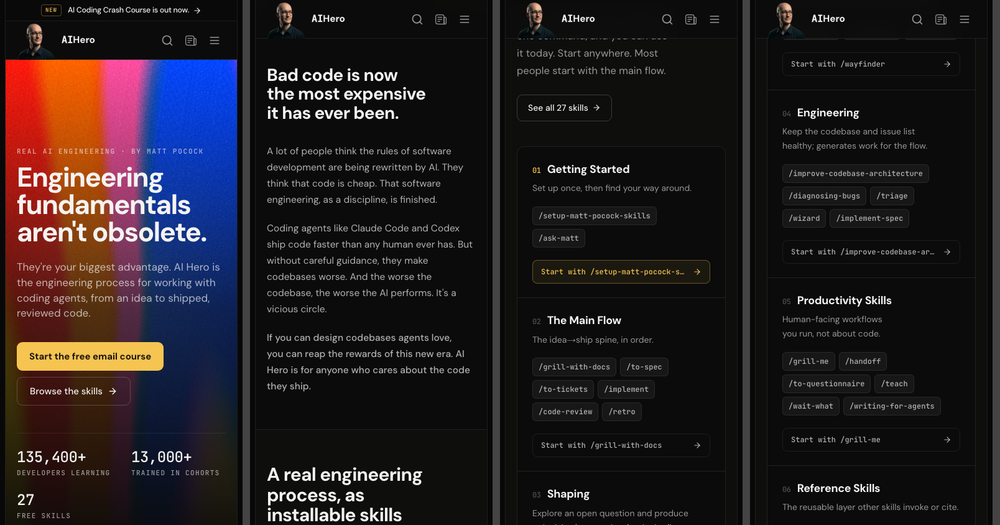 NEW AI Coding Crash Course is out now. →
AIHero
REAL AI ENGINEERING · BY MATT POCOCK
Engineering
fundamentals
aren't obsolete.
They're your biggest advantage. AI Hero is
the engineering process for working with
coding agents, from an idea to shipped,
reviewed code.
Start the free email course
Browse the skills →
135,400+
DEVELOPERS LEARNING
13,000+
TRAINED IN COHORTS
27
FREE SKILLS
AIHero
Bad code is now
the most expensive
it has ever been.
A lot of people think the rules of software
development are being rewritten by AI. They
think that code is cheap. That software
engineering, as a discipline, is finished.
Coding agents like Claude Code and Codex
ship code faster than any human ever has. But
without careful guidance, they make
codebases worse. And the worse the
codebase, the worse the AI performs. It's a
vicious circle.
If you can design codebases agents love,
you can reap the rewards of this new era. AI
Hero is for anyone who cares about the code
they ship.
A real engineering
process, as
installable skills
AIHero
it today. Start anywhere. Most
people start with the main flow.
See all 27 skills →
01 Getting Started
Set up once, then find your way around.
/setup-matt-pocock-skills
/ask-matt
Start with /setup-matt-pocock-s… →
02 The Main Flow
The idea→ship spine, in order.
/grill-with-docs /to-spec
/to-tickets /implement
/code-review /retro
Start with /grill-with-docs →
03 Shaping
Explore an open question and produce
AIHero
Start with /wayfinder →
04 Engineering
Keep the codebase and issue list
healthy; generates work for the flow.
/improve-codebase-architecture
/diagnosing-bugs /triage
/wizard /implement-spec
Start with /improve-codebase-ar… →
05 Productivity Skills
Human-facing workflows
you run, not about code.
/grill-me /handoff
/to-questionnaire /teach
/wait-what /writing-for-agents
Start with /grill-me →
06 Reference Skills
The reusable layer other skills invoke or cite.